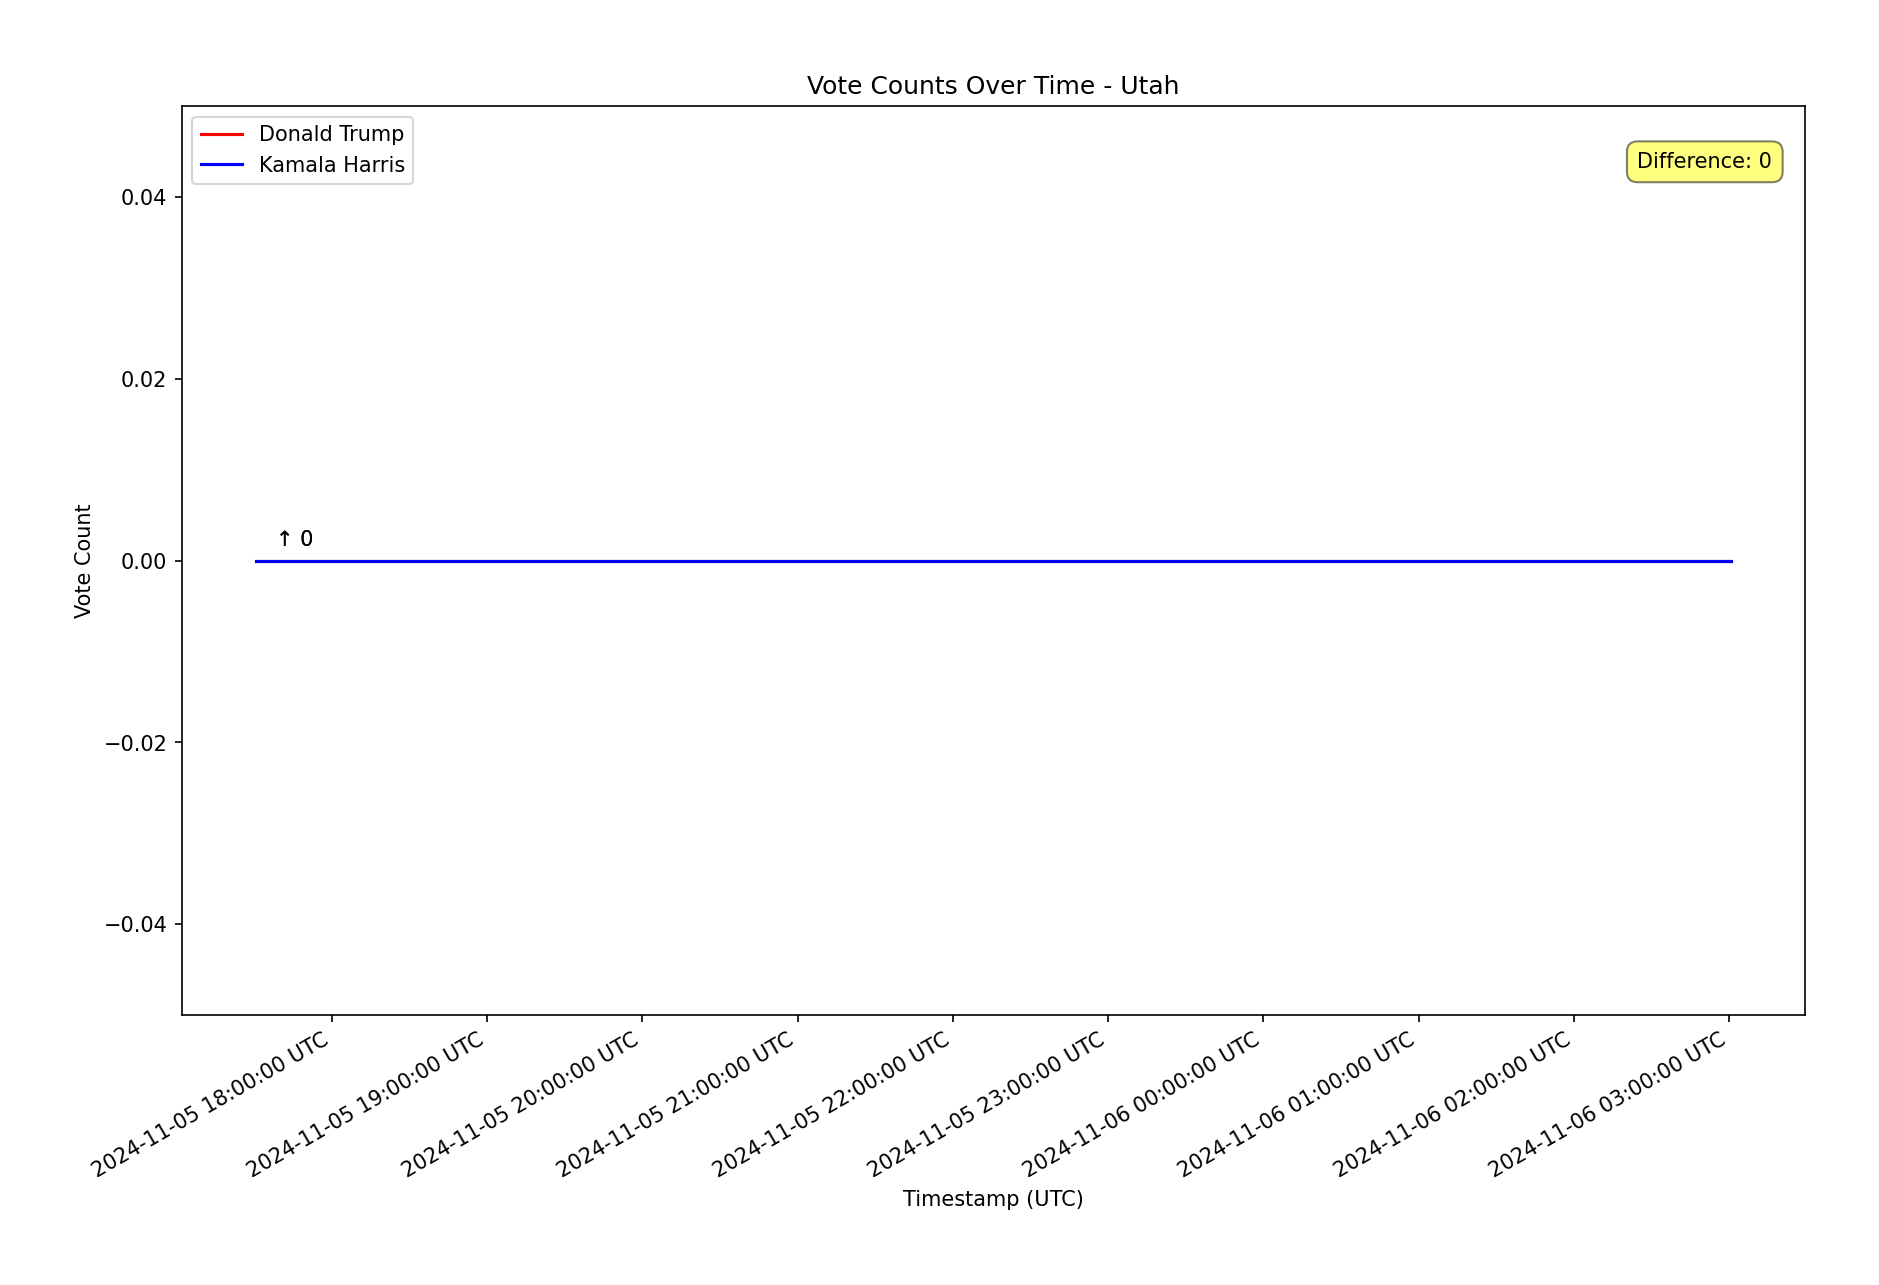 Vote Counts Over Time - Utah
Donald Trump
Kamala Harris
Difference: 0
0.04
0.02
0.00
−0.02
−0.04
Vote Count
↑ 0
2024-11-05 18:00:00 UTC
2024-11-05 19:00:00 UTC
2024-11-05 20:00:00 UTC
2024-11-05 21:00:00 UTC
2024-11-05 22:00:00 UTC
2024-11-05 23:00:00 UTC
2024-11-06 00:00:00 UTC
2024-11-06 01:00:00 UTC
2024-11-06 02:00:00 UTC
2024-11-06 03:00:00 UTC
Timestamp (UTC)